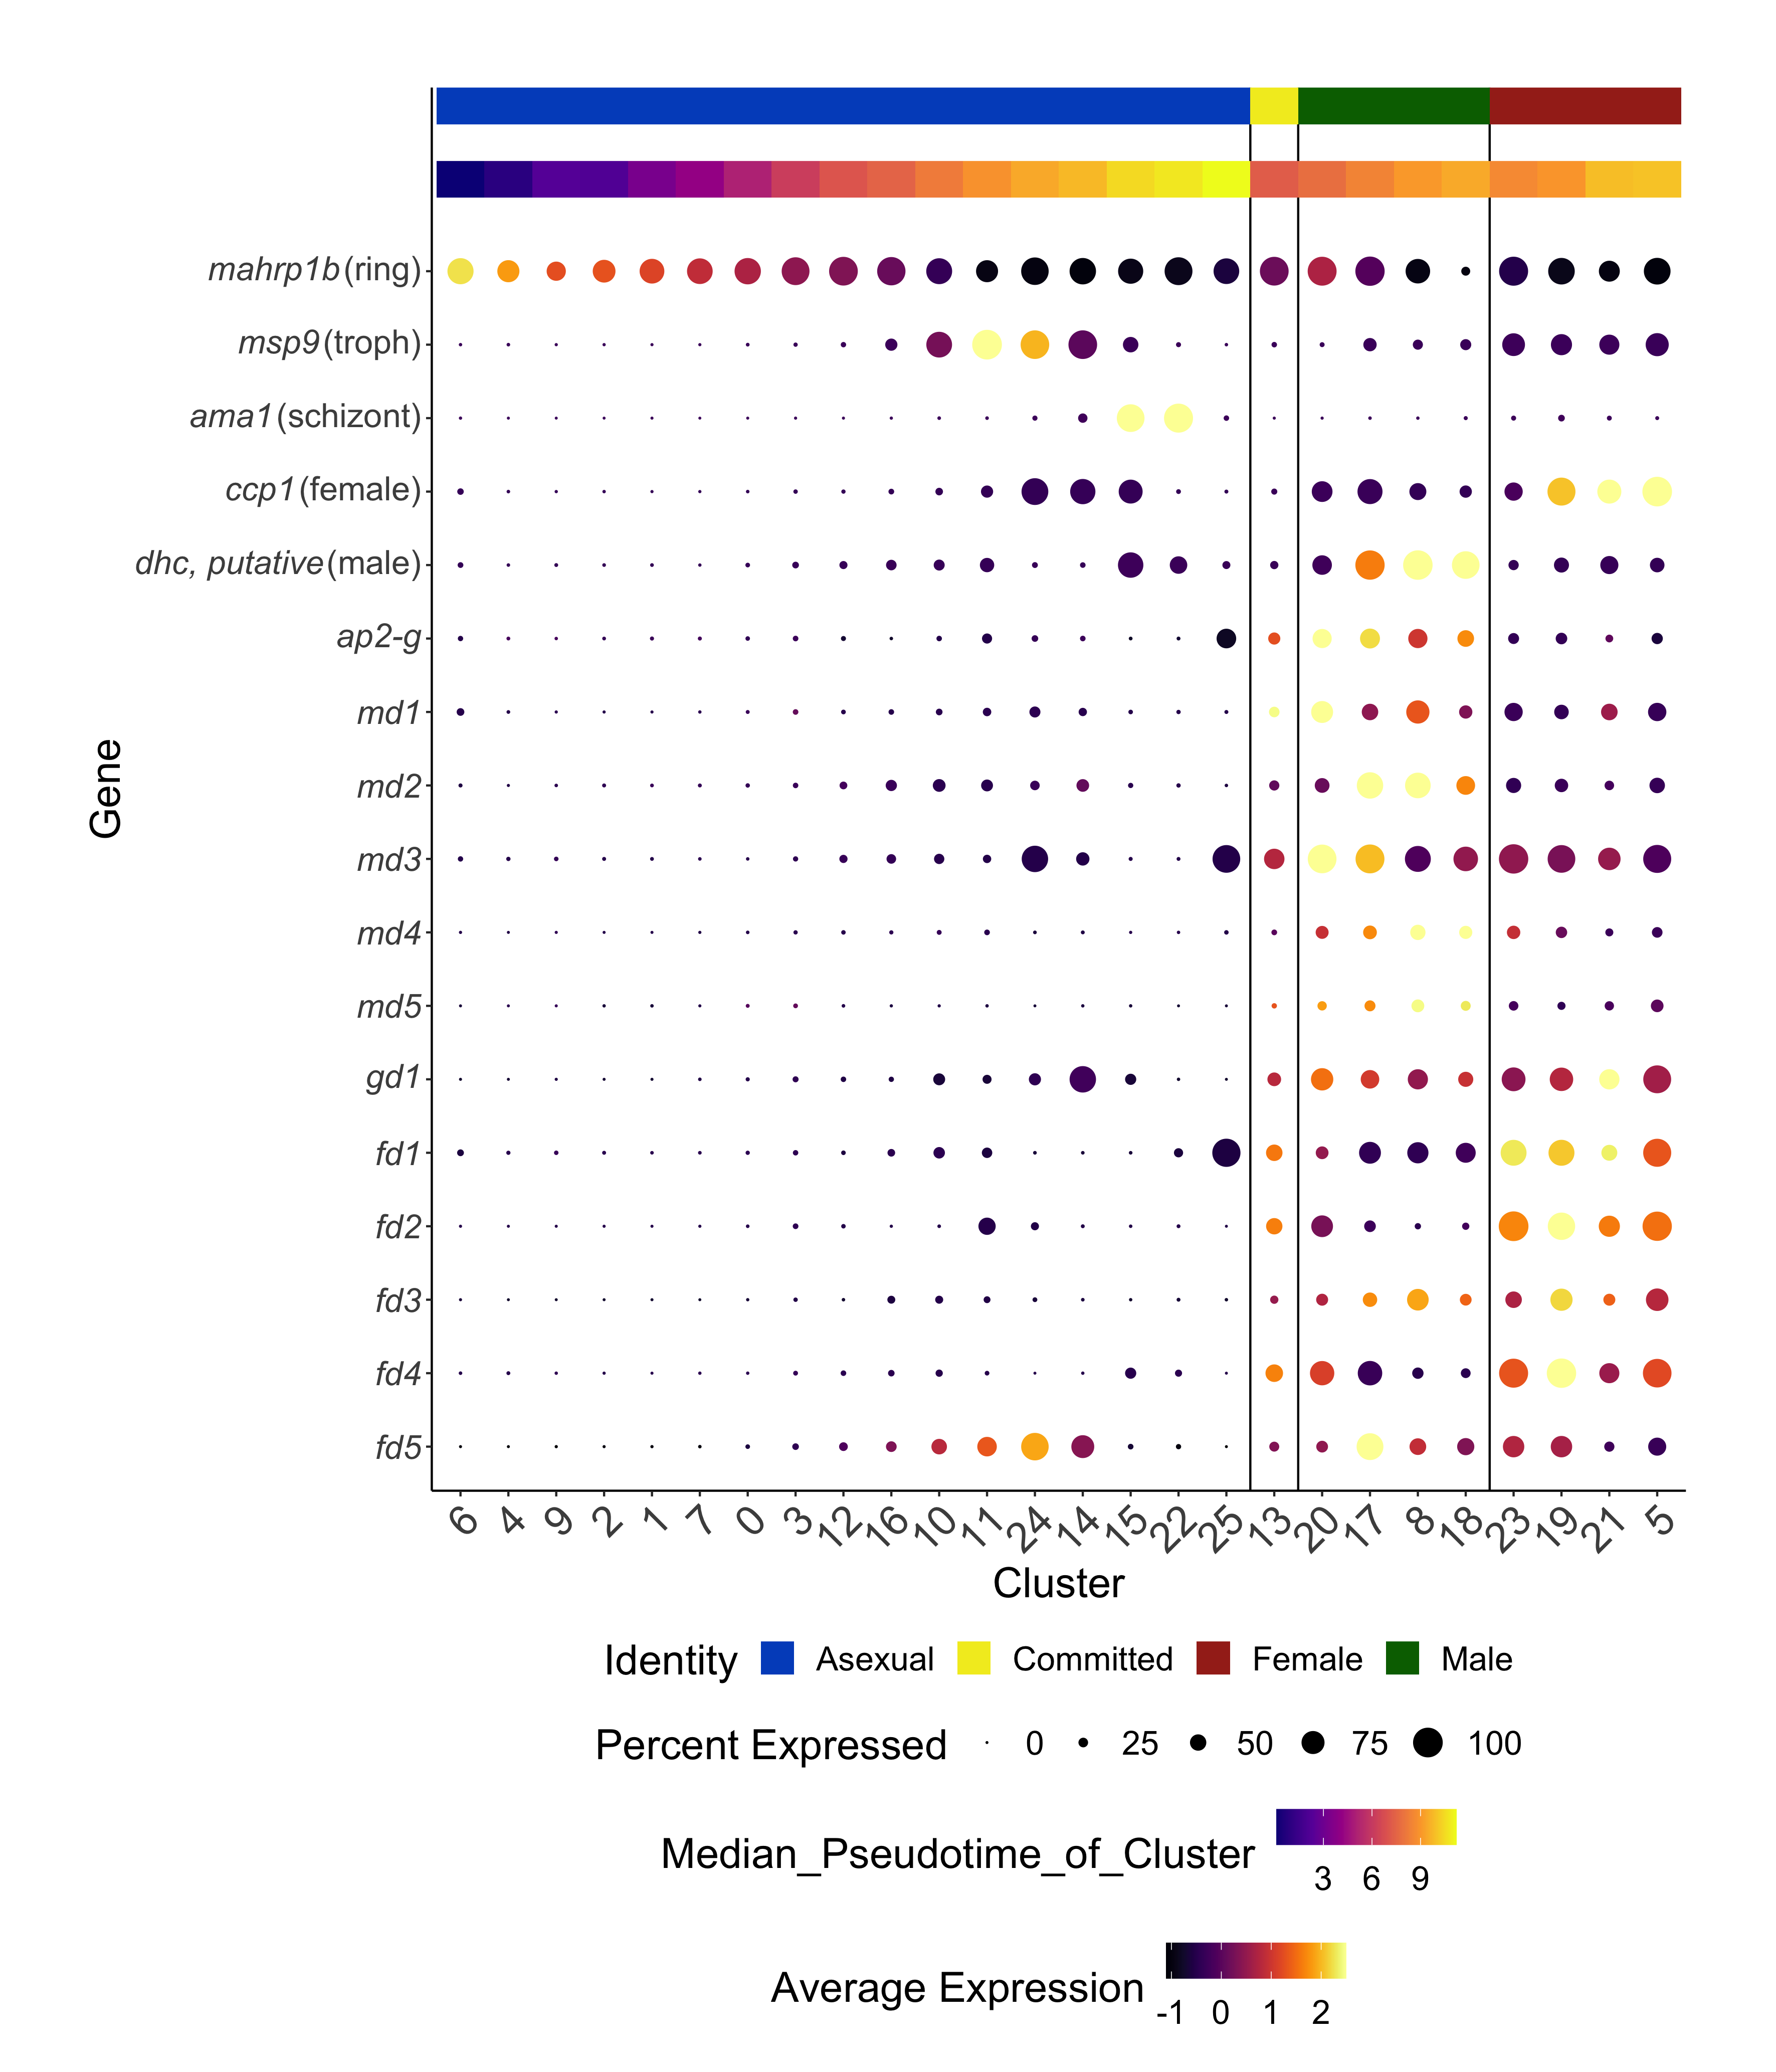 mahrp1b(ring)
msp9(troph)
ama1(schizont)
ccp1(female)
dhc, putative(male)
ap2-g
md1
md2
md3
md4
md5
gd1
fd1
fd2
fd3
fd4
fd5
Gene
6 4 9 2 1 7 0 3 12 16 10 11 24 14 15 22 25 13 20 17 8 18 23 19 21 5
Cluster
Identity Asexual Committed Female Male
Percent Expressed 0 25 50 75 100
Median_Pseudotime_of_Cluster
3 6 9
Average Expression
-1 0 1 2